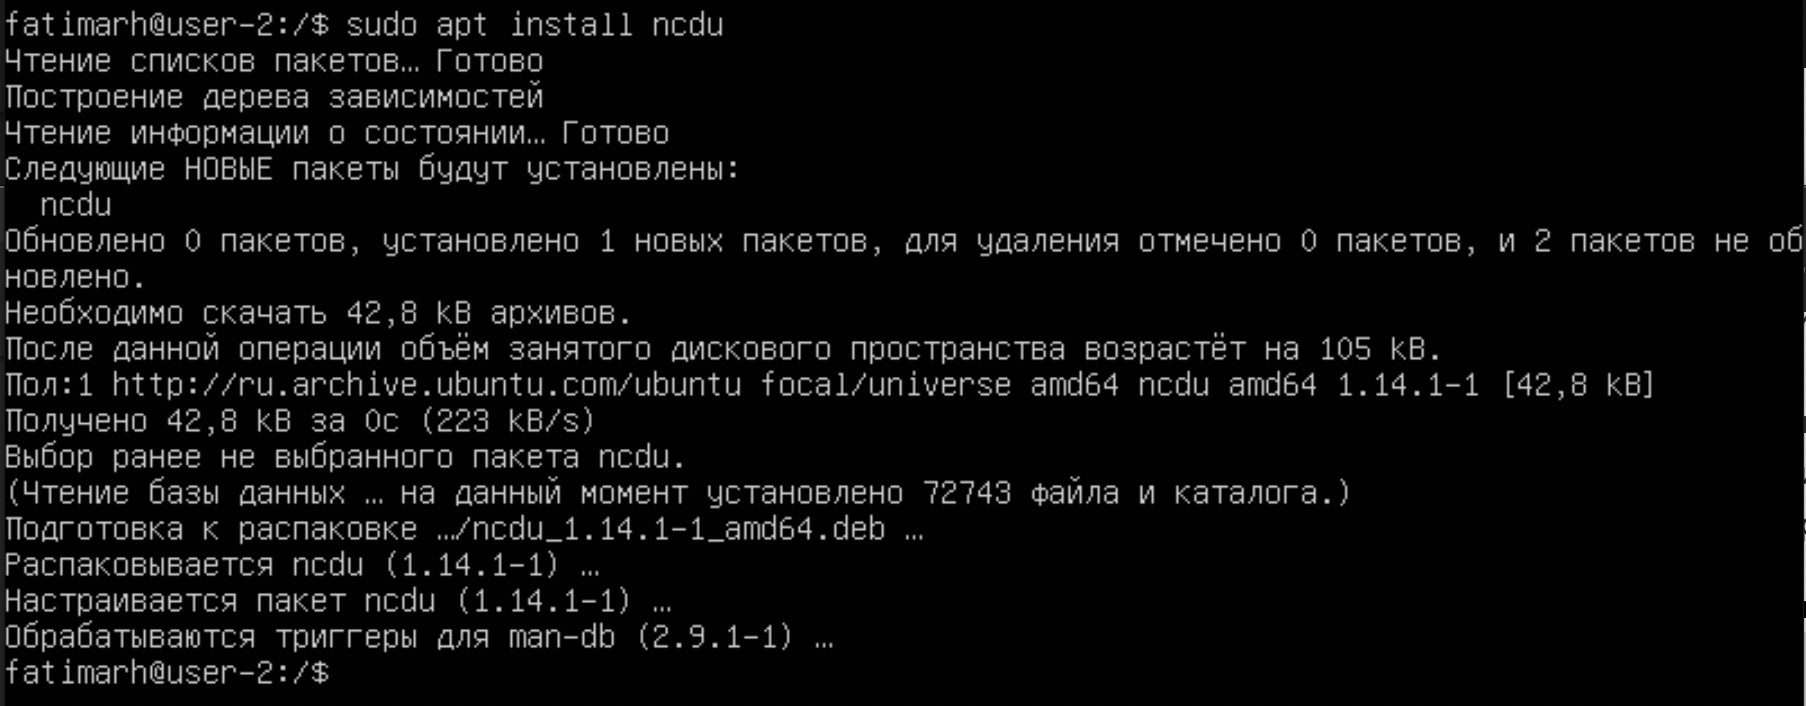 fatimarh@user-2:/$ sudo apt install ncdu
Чтение списков пакетов… Готово
Построение дерева зависимостей
Чтение информации о состоянии… Готово
Следующие НОВЫЕ пакеты будут установлены:
  ncdu
Обновлено 0 пакетов, установлено 1 новых пакетов, для удаления отмечено 0 пакетов, и 2 пакетов не об
новлено.
Необходимо скачать 42,8 kB архивов.
После данной операции объём занятого дискового пространства возрастёт на 105 kB.
Пол:1 http://ru.archive.ubuntu.com/ubuntu focal/universe amd64 ncdu amd64 1.14.1-1 [42,8 kB]
Получено 42,8 kB за 0с (223 kB/s)
Выбор ранее не выбранного пакета ncdu.
(Чтение базы данных … на данный момент установлено 72743 файла и каталога.)
Подготовка к распаковке …/ncdu_1.14.1-1_amd64.deb …
Распаковывается ncdu (1.14.1-1) …
Настраивается пакет ncdu (1.14.1-1) …
Обрабатываются триггеры для man-db (2.9.1-1) …
fatimarh@user-2:/$